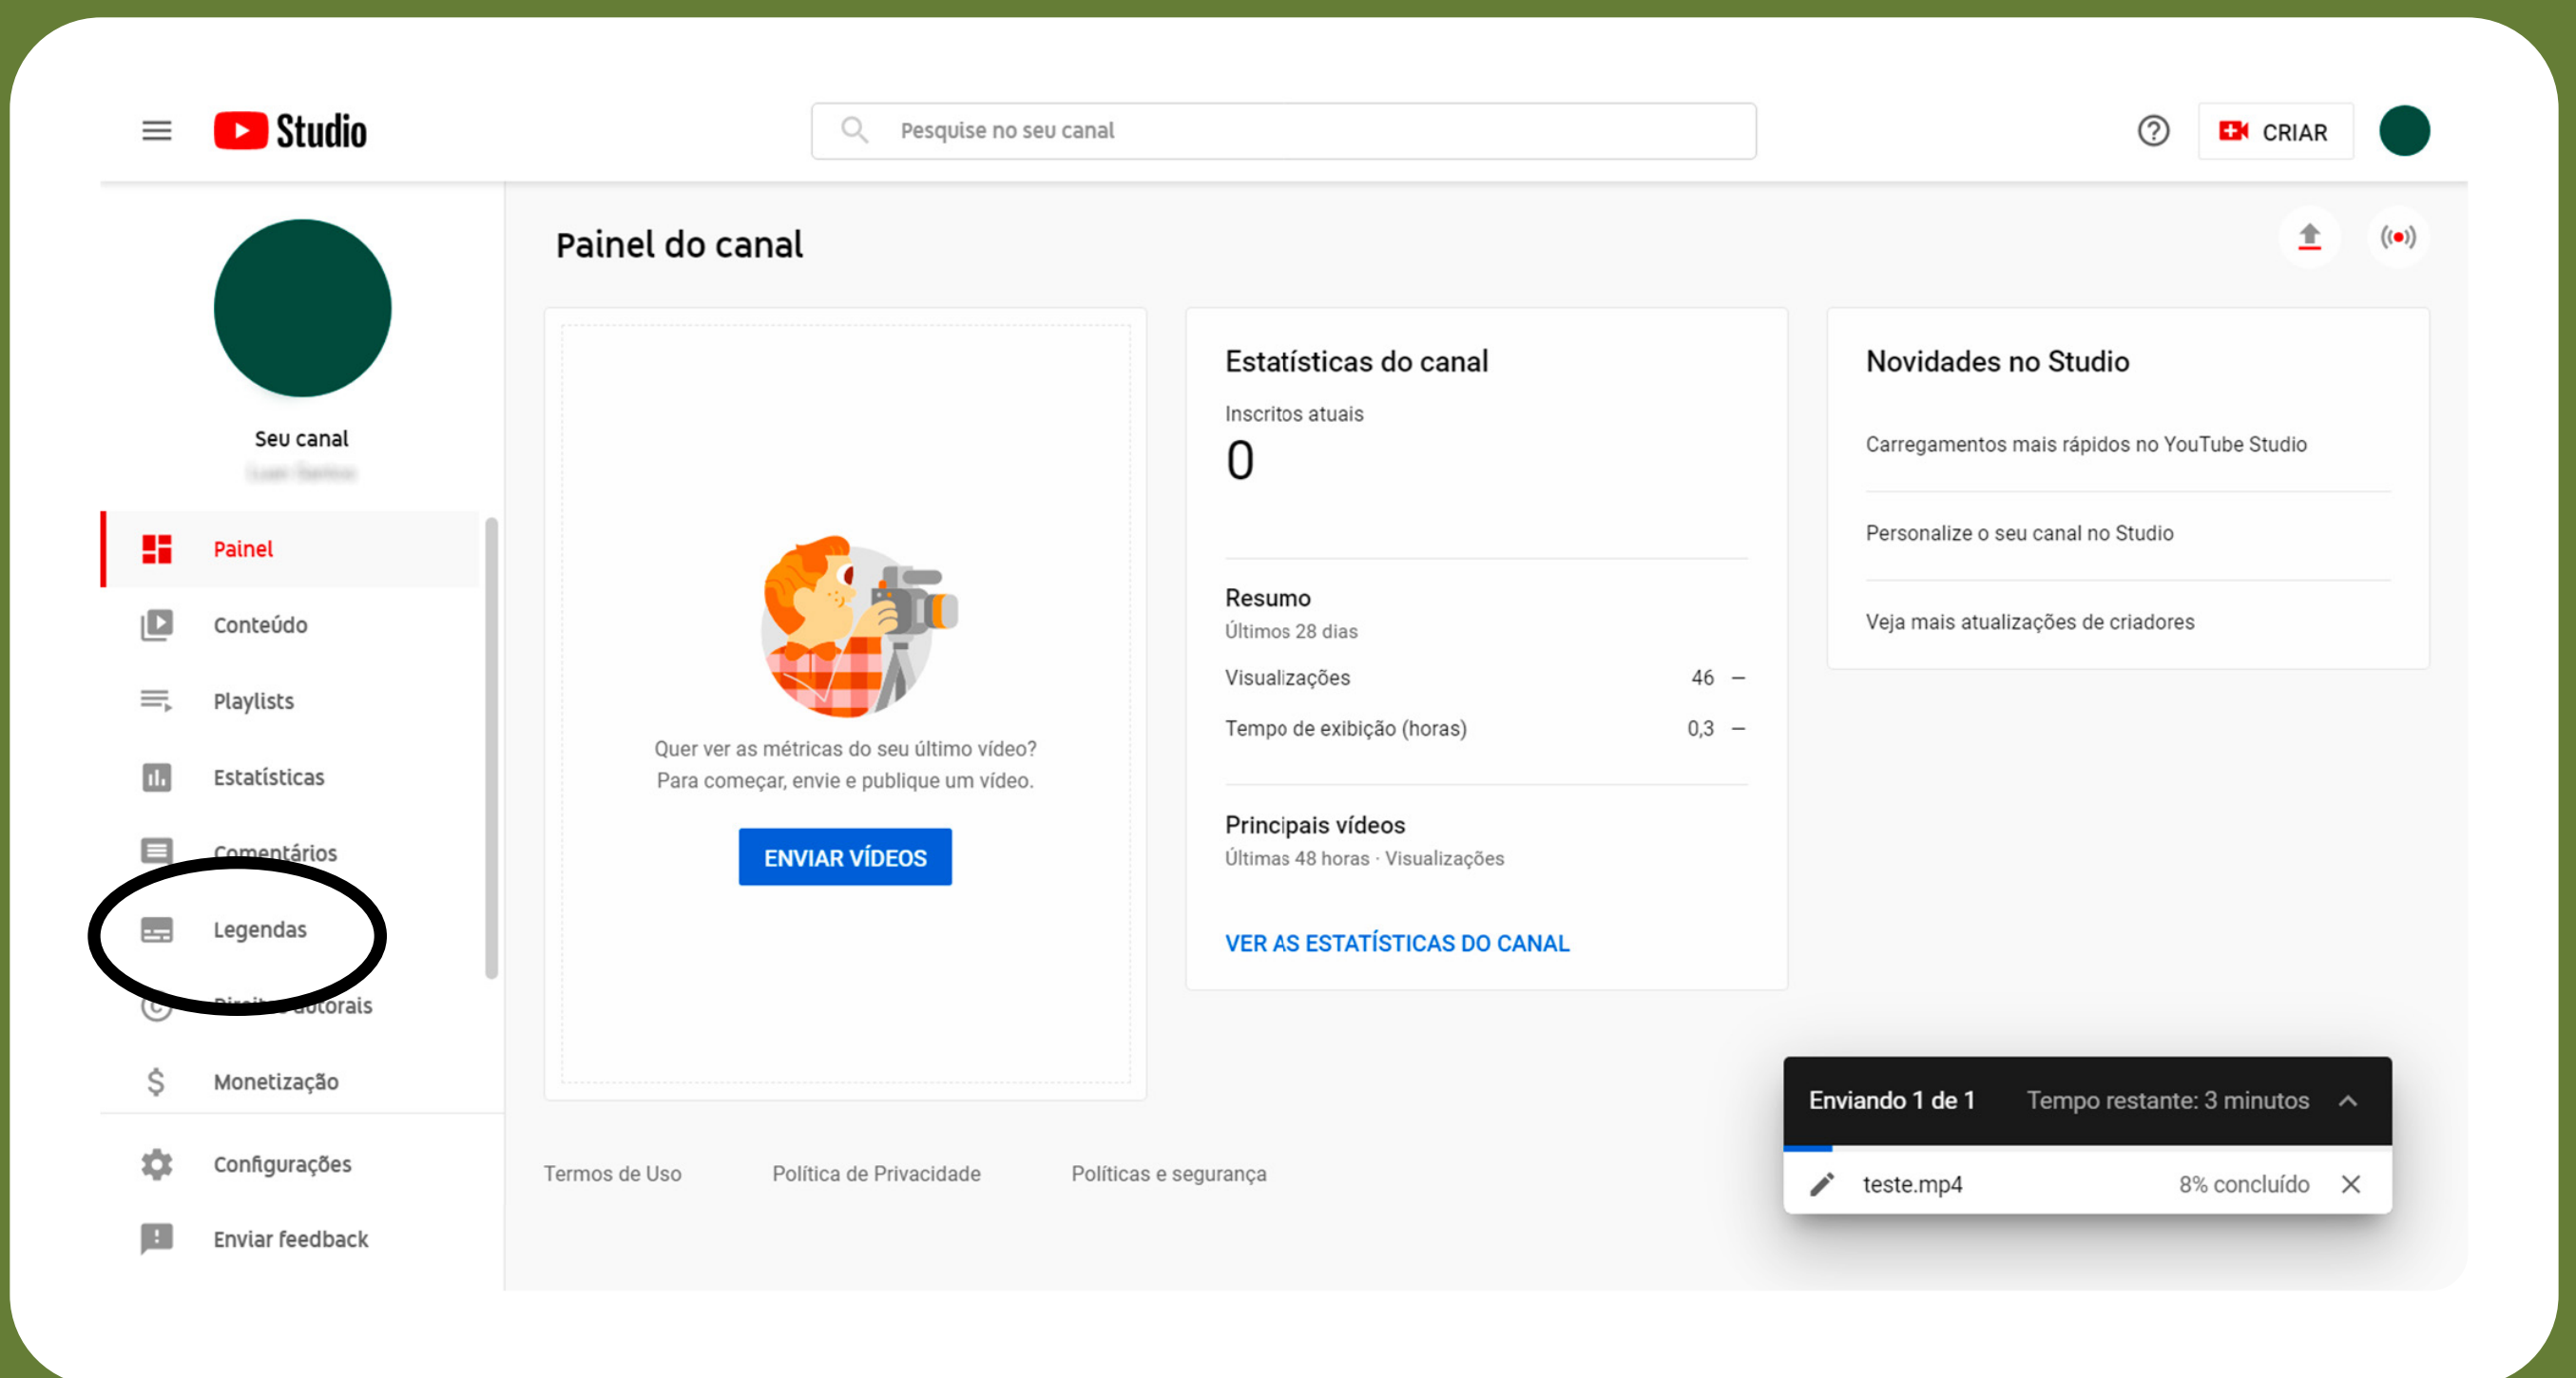 Studio
Pesquise no seu canal
CRIAR
Seu canal
Painel
Conteúdo
Playlists
Estatísticas
Comentários
Legendas
Direitos autorais
Monetização
Configurações
Enviar feedback
Painel do canal
Quer ver as métricas do seu último vídeo?
Para começar, envie e publique um vídeo.
ENVIAR VÍDEOS
Estatísticas do canal
Inscritos atuais
0
Resumo
Últimos 28 dias
Visualizações 46 –
Tempo de exibição (horas) 0,3 –
Principais vídeos
Últimas 48 horas · Visualizações
VER AS ESTATÍSTICAS DO CANAL
Novidades no Studio
Carregamentos mais rápidos no YouTube Studio
Personalize o seu canal no Studio
Veja mais atualizações de criadores
Termos de Uso Política de Privacidade Políticas e segurança
Enviando 1 de 1 Tempo restante: 3 minutos
teste.mp4 8% concluído